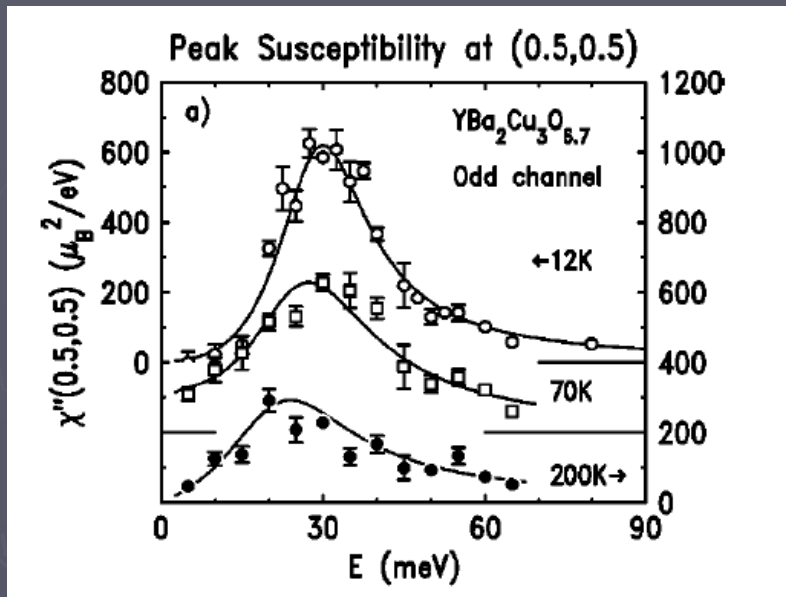 Peak Susceptibility at (0.5,0.5)
800 1200
a) YBa₂Cu₃O₆.₇
600 1000
Odd channel
400 800
←12K
200 600
0 400
70K
200
200K→
0
χ"(0.5,0.5) (μ_B²/eV)
0 30 60 90
E (meV)